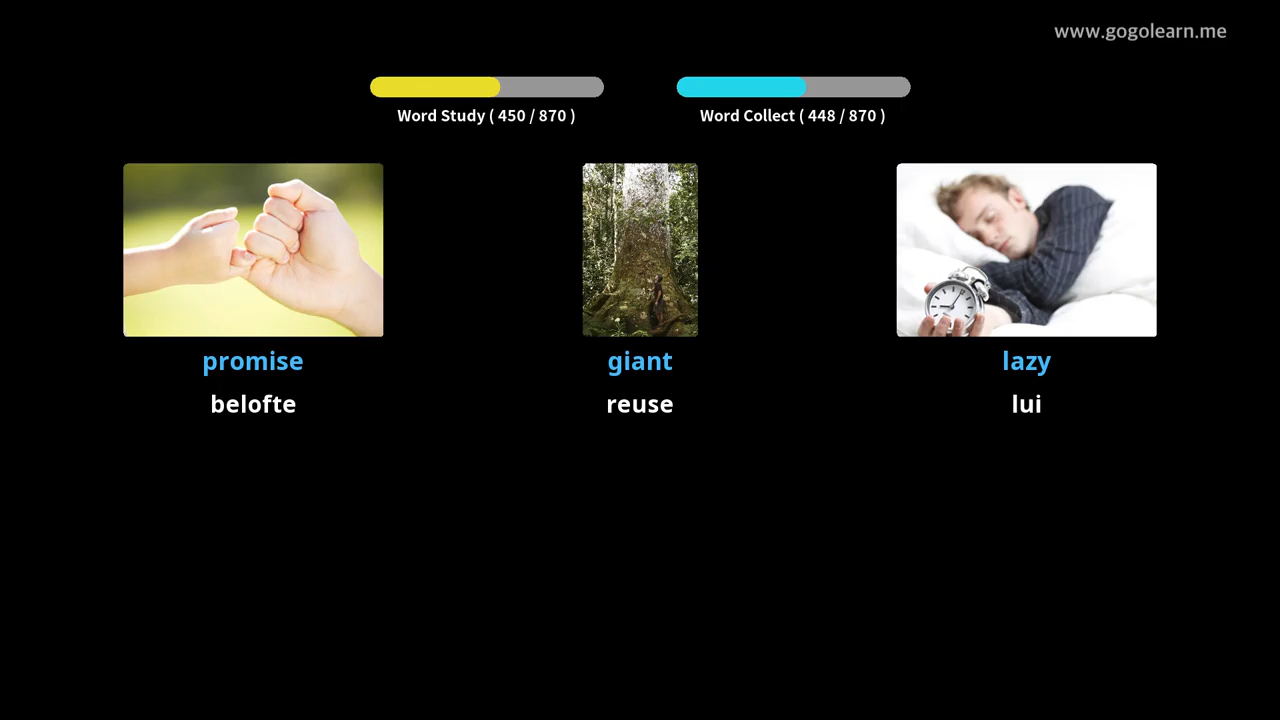 www.gogolearn.me
Word Study ( 450 / 870 )
Word Collect ( 448 / 870 )
promise
giant
lazy
belofte
reuse
lui